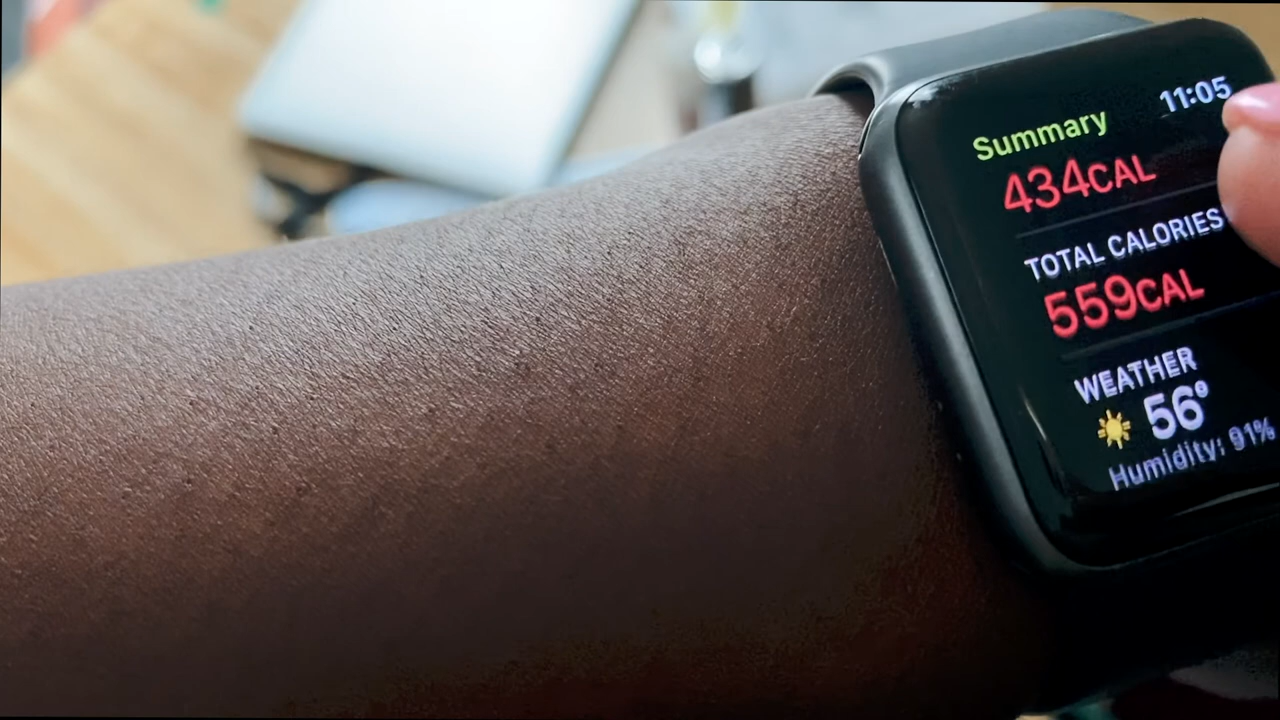 11:05
Summary
434CAL
TOTAL CALORIES
559CAL
WEATHER
56°
Humidity: 91%